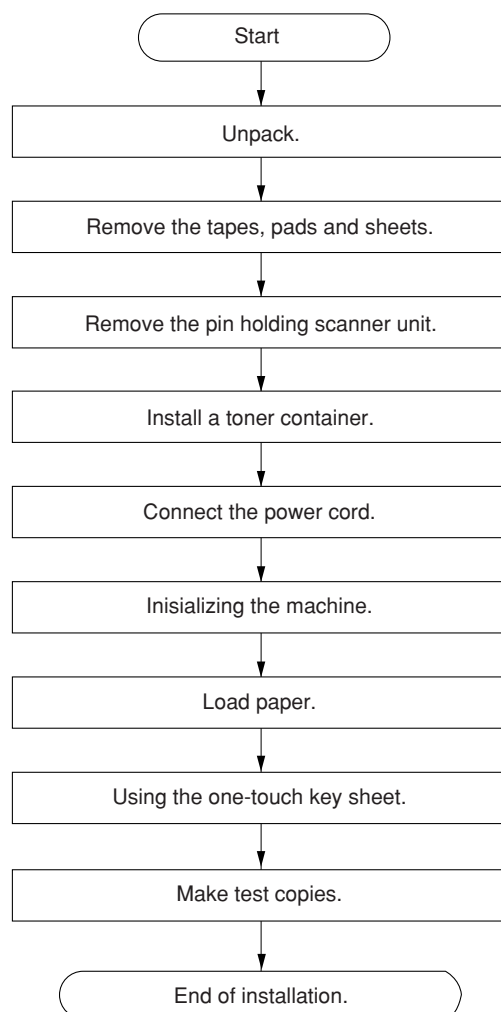 Start
Unpack.
Remove the tapes, pads and sheets.
Remove the pin holding scanner unit.
Install a toner container.
Connect the power cord.
Inisializing the machine.
Load paper.
Using the one-touch key sheet.
Make test copies.
End of installation.